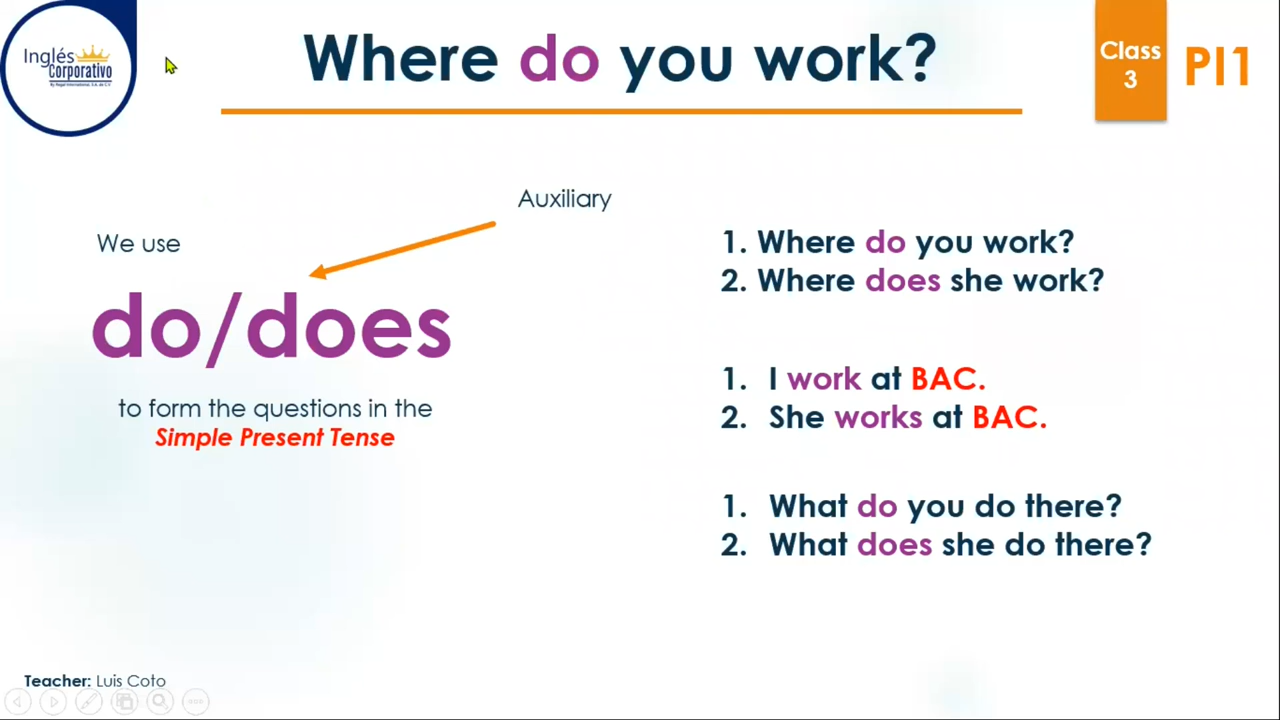 Inglés
Corporativo
By Regal International, S.A. de C.V
Where do you work?
Class
3
PI1
Auxiliary
We use
do/does
to form the questions in the
Simple Present Tense
1. Where do you work?
2. Where does she work?
1. I work at BAC.
2. She works at BAC.
1. What do you do there?
2. What does she do there?
Teacher: Luis Coto